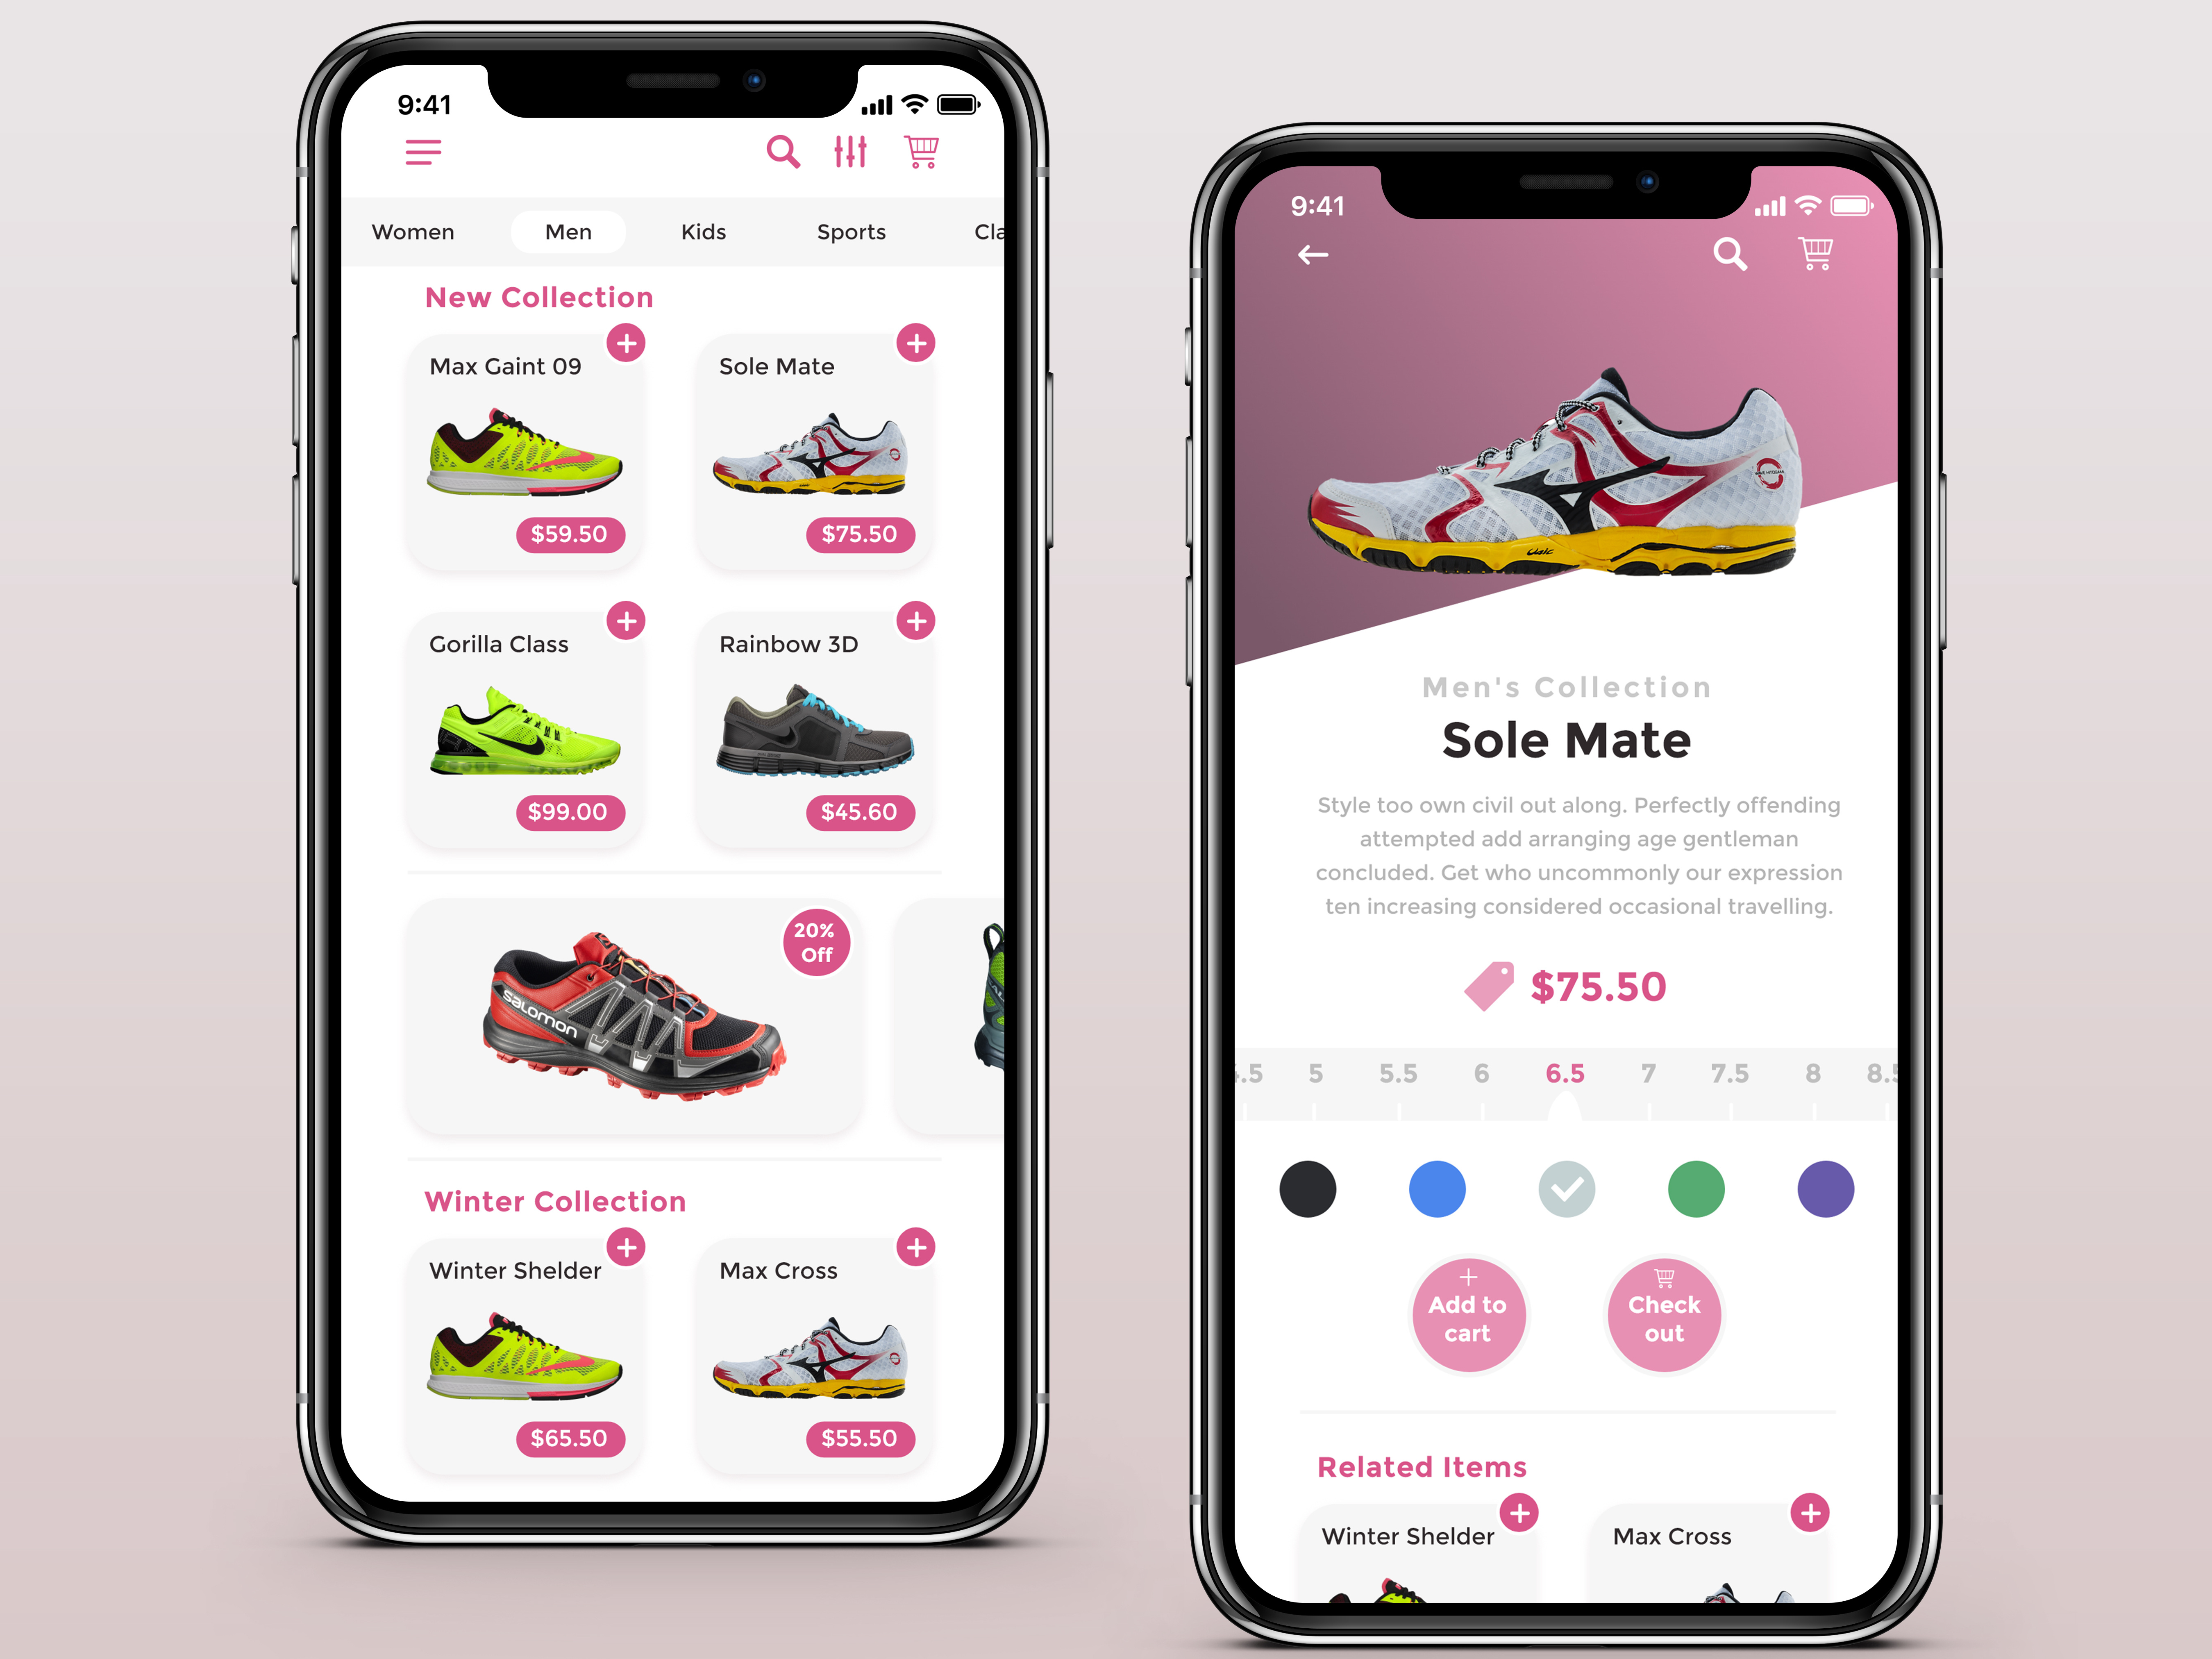 9:41
Women Men Kids Sports Cla
New Collection
Max Gaint 09
Sole Mate
$59.50
$75.50
Gorilla Class
Rainbow 3D
$99.00
$45.60
20%
Off
salomon
Winter Collection
Winter Shelder
Max Cross
$65.50
$55.50
9:41
Men's Collection
Sole Mate
Style too own civil out along. Perfectly offending
attempted add arranging age gentleman
concluded. Get who uncommonly our expression
ten increasing considered occasional travelling.
$75.50
4.5 5 5.5 6 6.5 7 7.5 8 8.5
Add to
cart
Check
out
Related Items
Winter Shelder
Max Cross